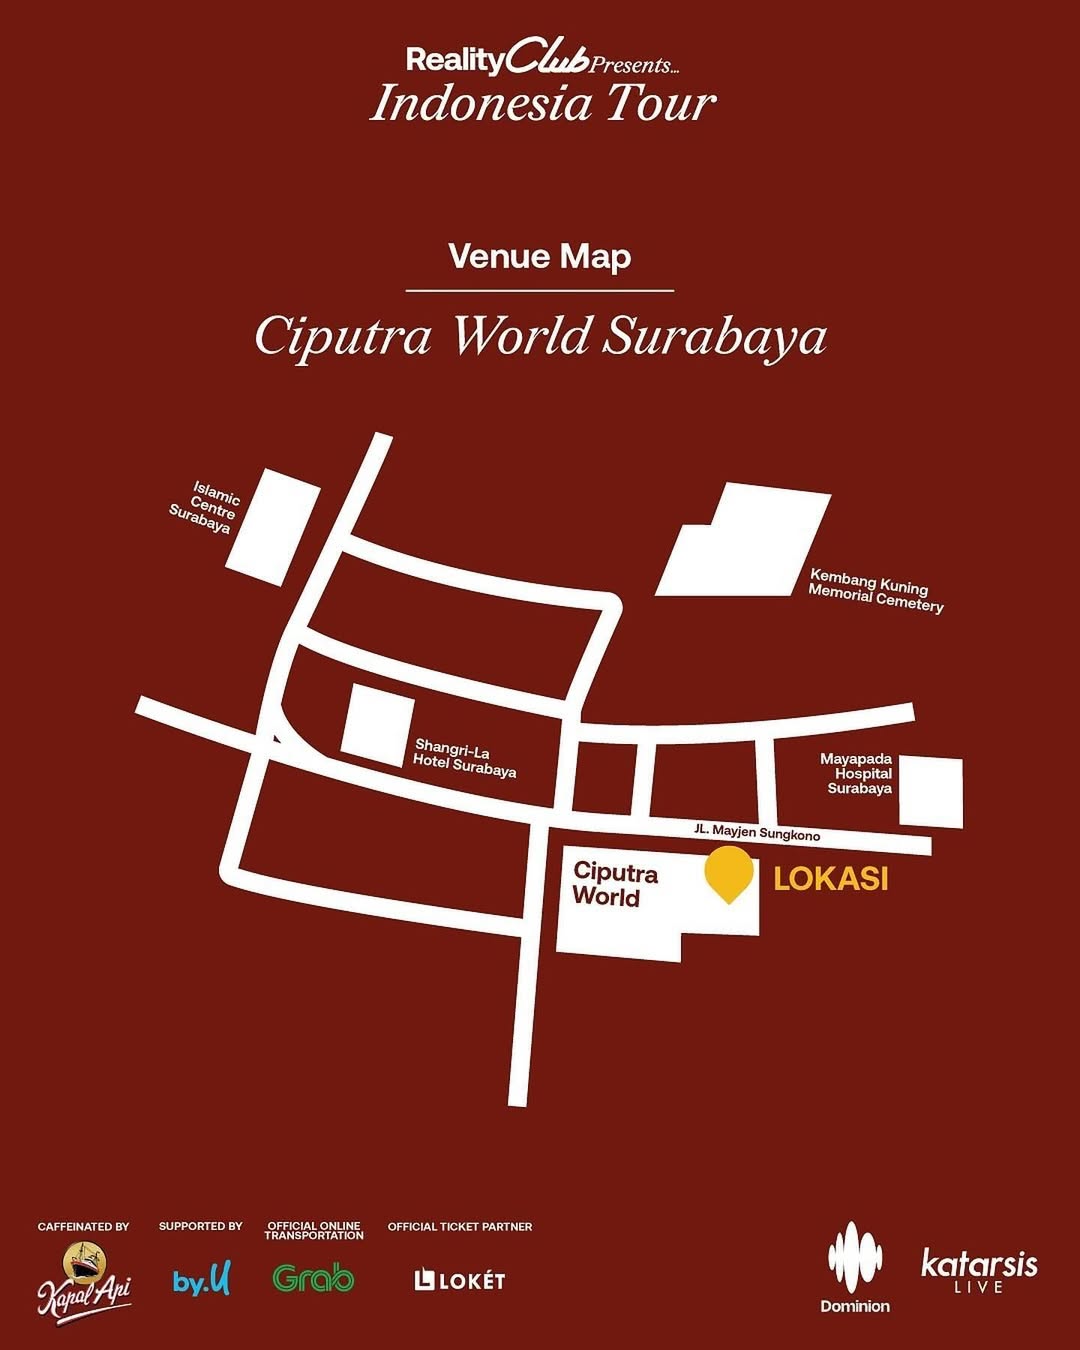 RealityClub Presents...
Indonesia Tour
Venue Map
Ciputra World Surabaya
Islamic
Centre
Surabaya
Kembang Kuning
Memorial Cemetery
Shangri-La
Hotel Surabaya
Mayapada
Hospital
Surabaya
JL. Mayjen Sungkono
Ciputra
World
LOKASI
CAFFEINATED BY
Kapal Api
SUPPORTED BY
by.U
OFFICIAL ONLINE
TRANSPORTATION
Grab
OFFICIAL TICKET PARTNER
LOKÉT
Dominion
katarsis
LIVE